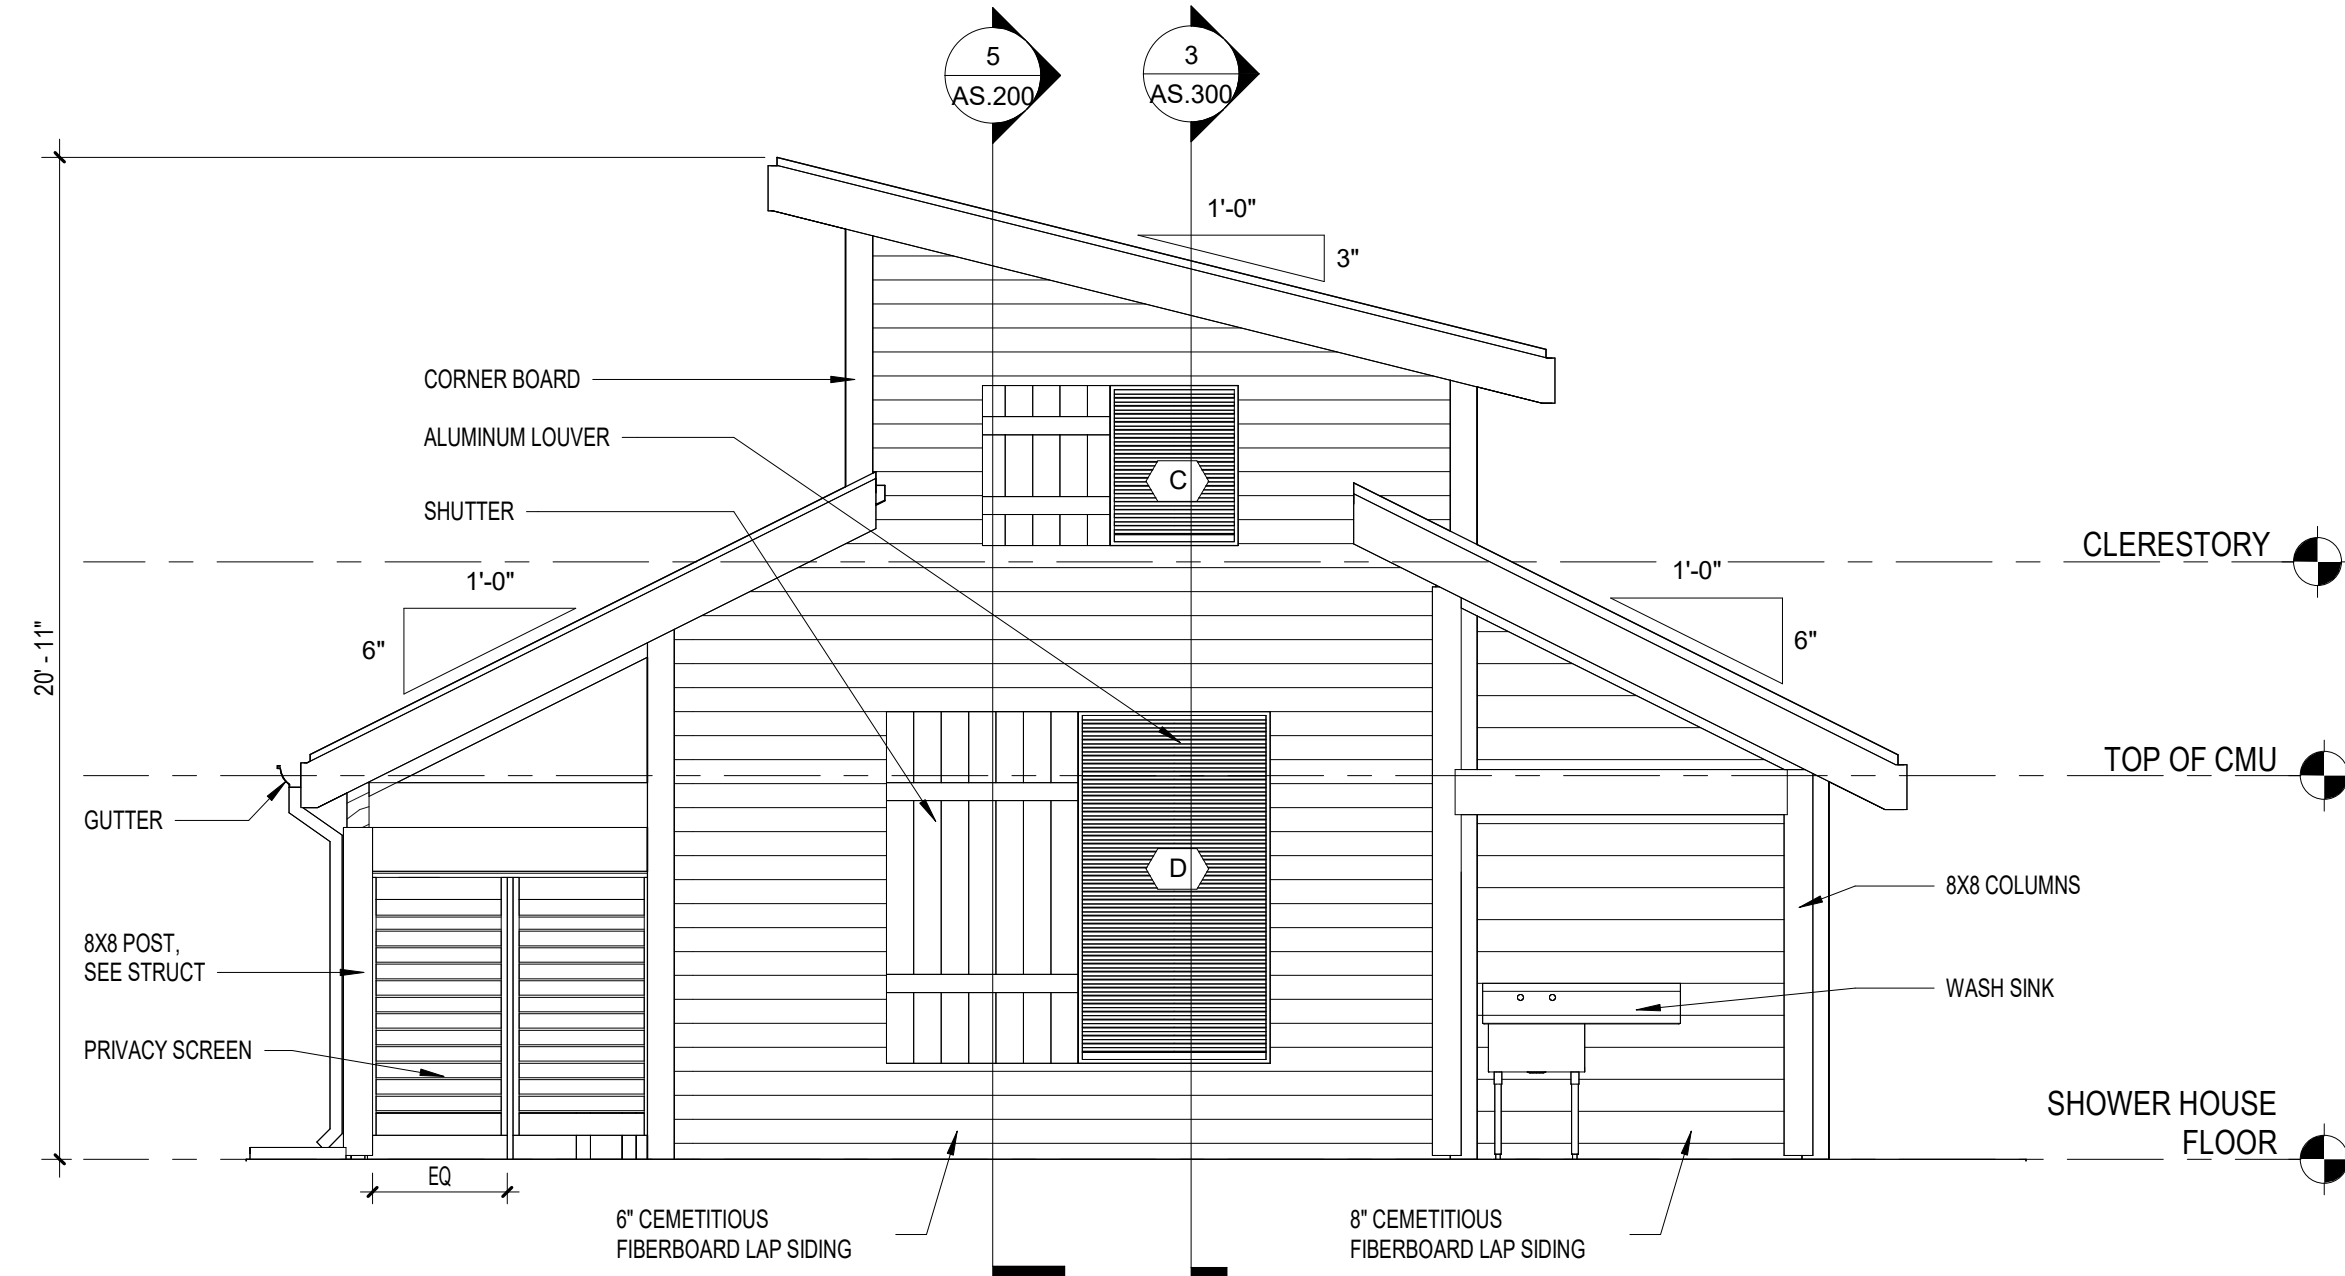 5
AS.200
3
AS.300
1'-0"
3"
CORNER BOARD
ALUMINUM LOUVER
SHUTTER
C
CLERESTORY
1'-0"
6"
1'-0"
6"
20' - 11"
TOP OF CMU
GUTTER
D
8X8 COLUMNS
8X8 POST,
SEE STRUCT
WASH SINK
PRIVACY SCREEN
SHOWER HOUSE
FLOOR
EQ
6" CEMETITIOUS
FIBERBOARD LAP SIDING
8" CEMETITIOUS
FIBERBOARD LAP SIDING